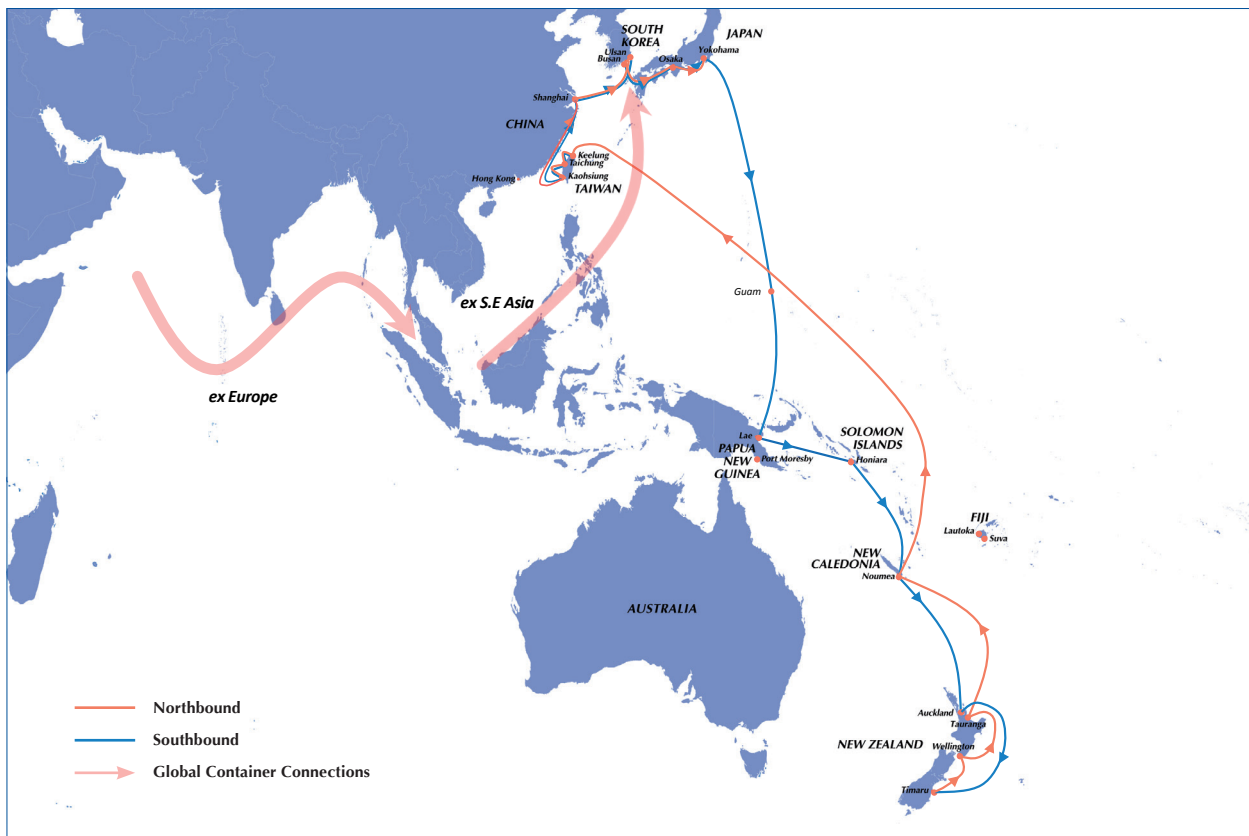 SOUTH
KOREA
JAPAN
Ulsan
Busan
Osaka
Yokohama
Shanghai
CHINA
Keelung
Taichung
Hong Kong
Kaohsiung
TAIWAN
Guam
ex S.E Asia
ex Europe
Lae
PAPUA
NEW
GUINEA
Port Moresby
SOLOMON
ISLANDS
Honiara
FIJI
Lautoka
Suva
NEW
CALEDONIA
Noumea
AUSTRALIA
Auckland
Tauranga
NEW ZEALAND
Wellington
Timaru
Northbound
Southbound
Global Container Connections